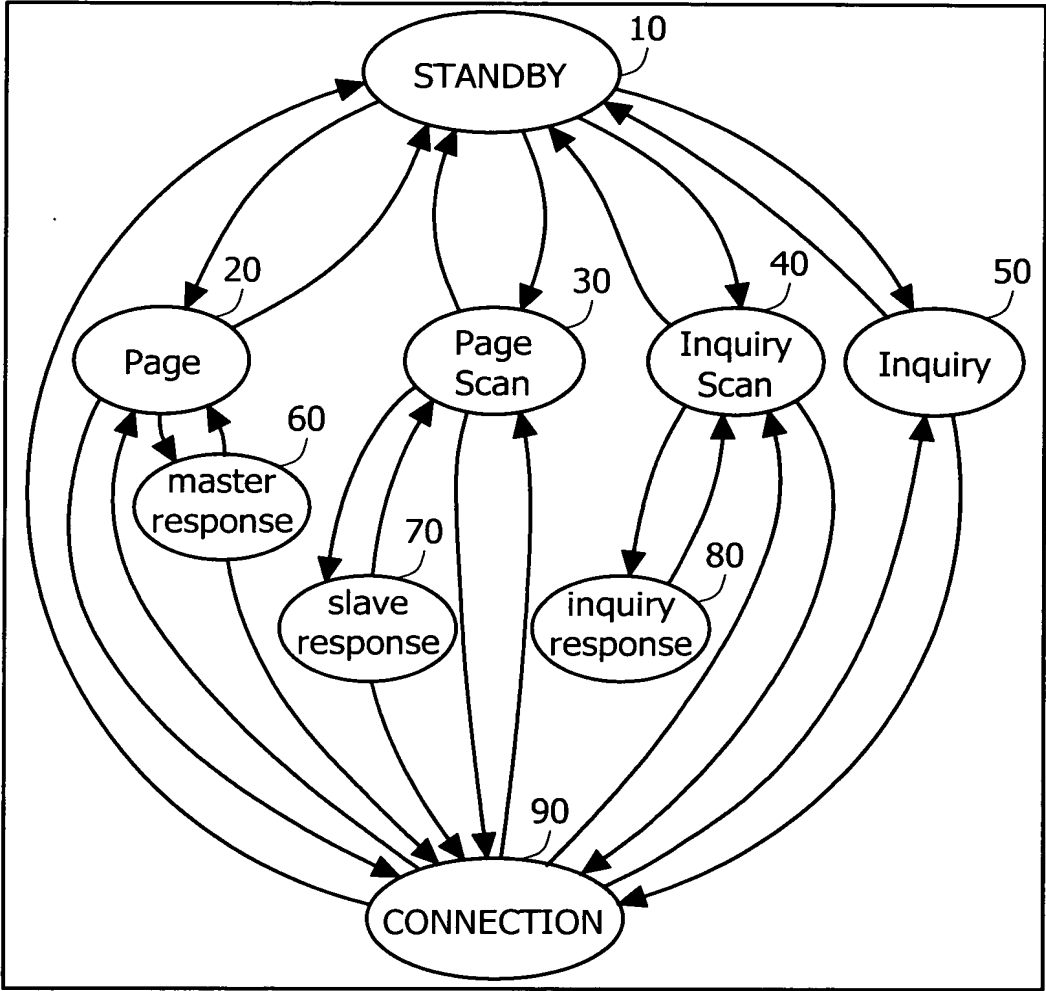 10
STANDBY
20
30
40
50
Page
Page
Scan
Inquiry
Scan
Inquiry
60
master
response
70
slave
response
80
inquiry
response
90
CONNECTION